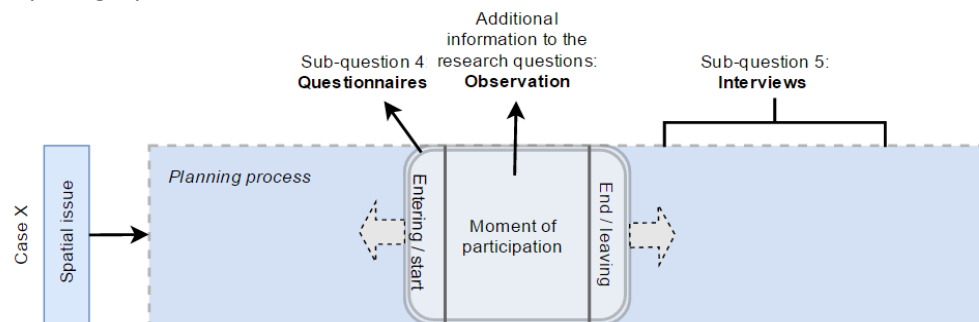 Additional
information to the
research questions:
Observation
Sub-question 4:
Questionnaires
Sub-question 5:
Interviews
Case X
Spatial issue
Planning process
Entering / start
Moment of
participation
End / leaving